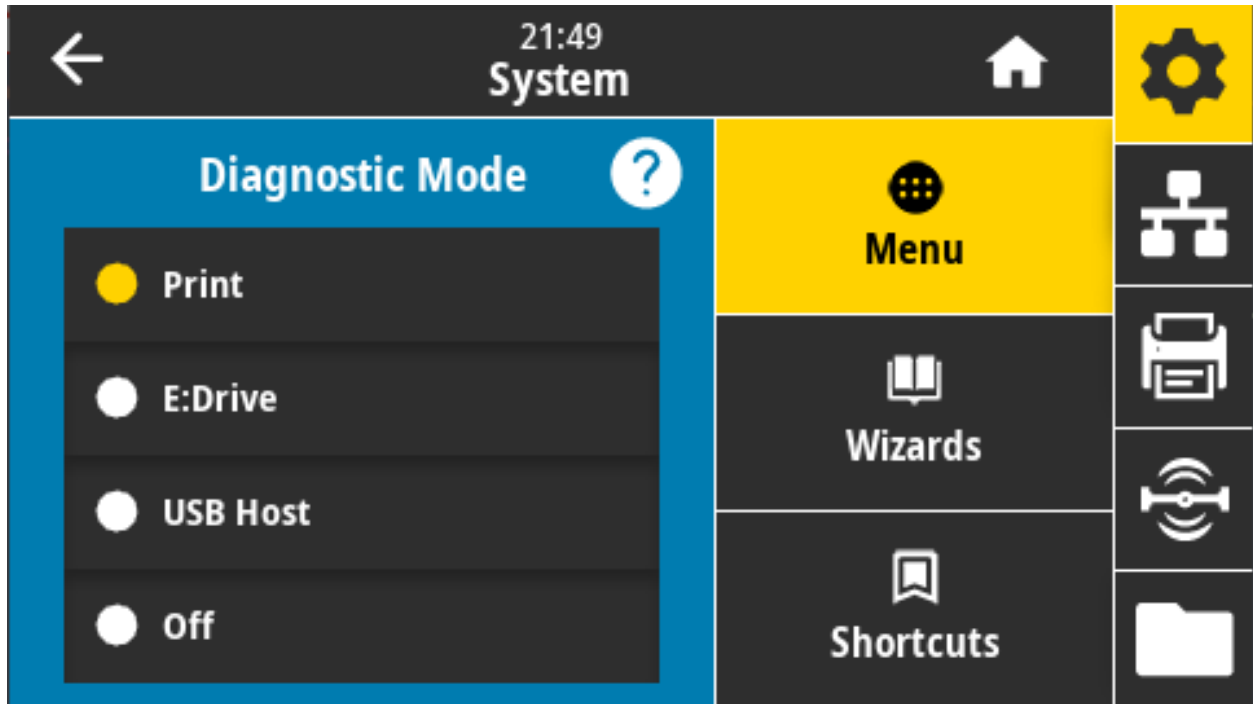 21:49
System
Diagnostic Mode
?
Print
E:Drive
USB Host
Off
Menu
Wizards
Shortcuts